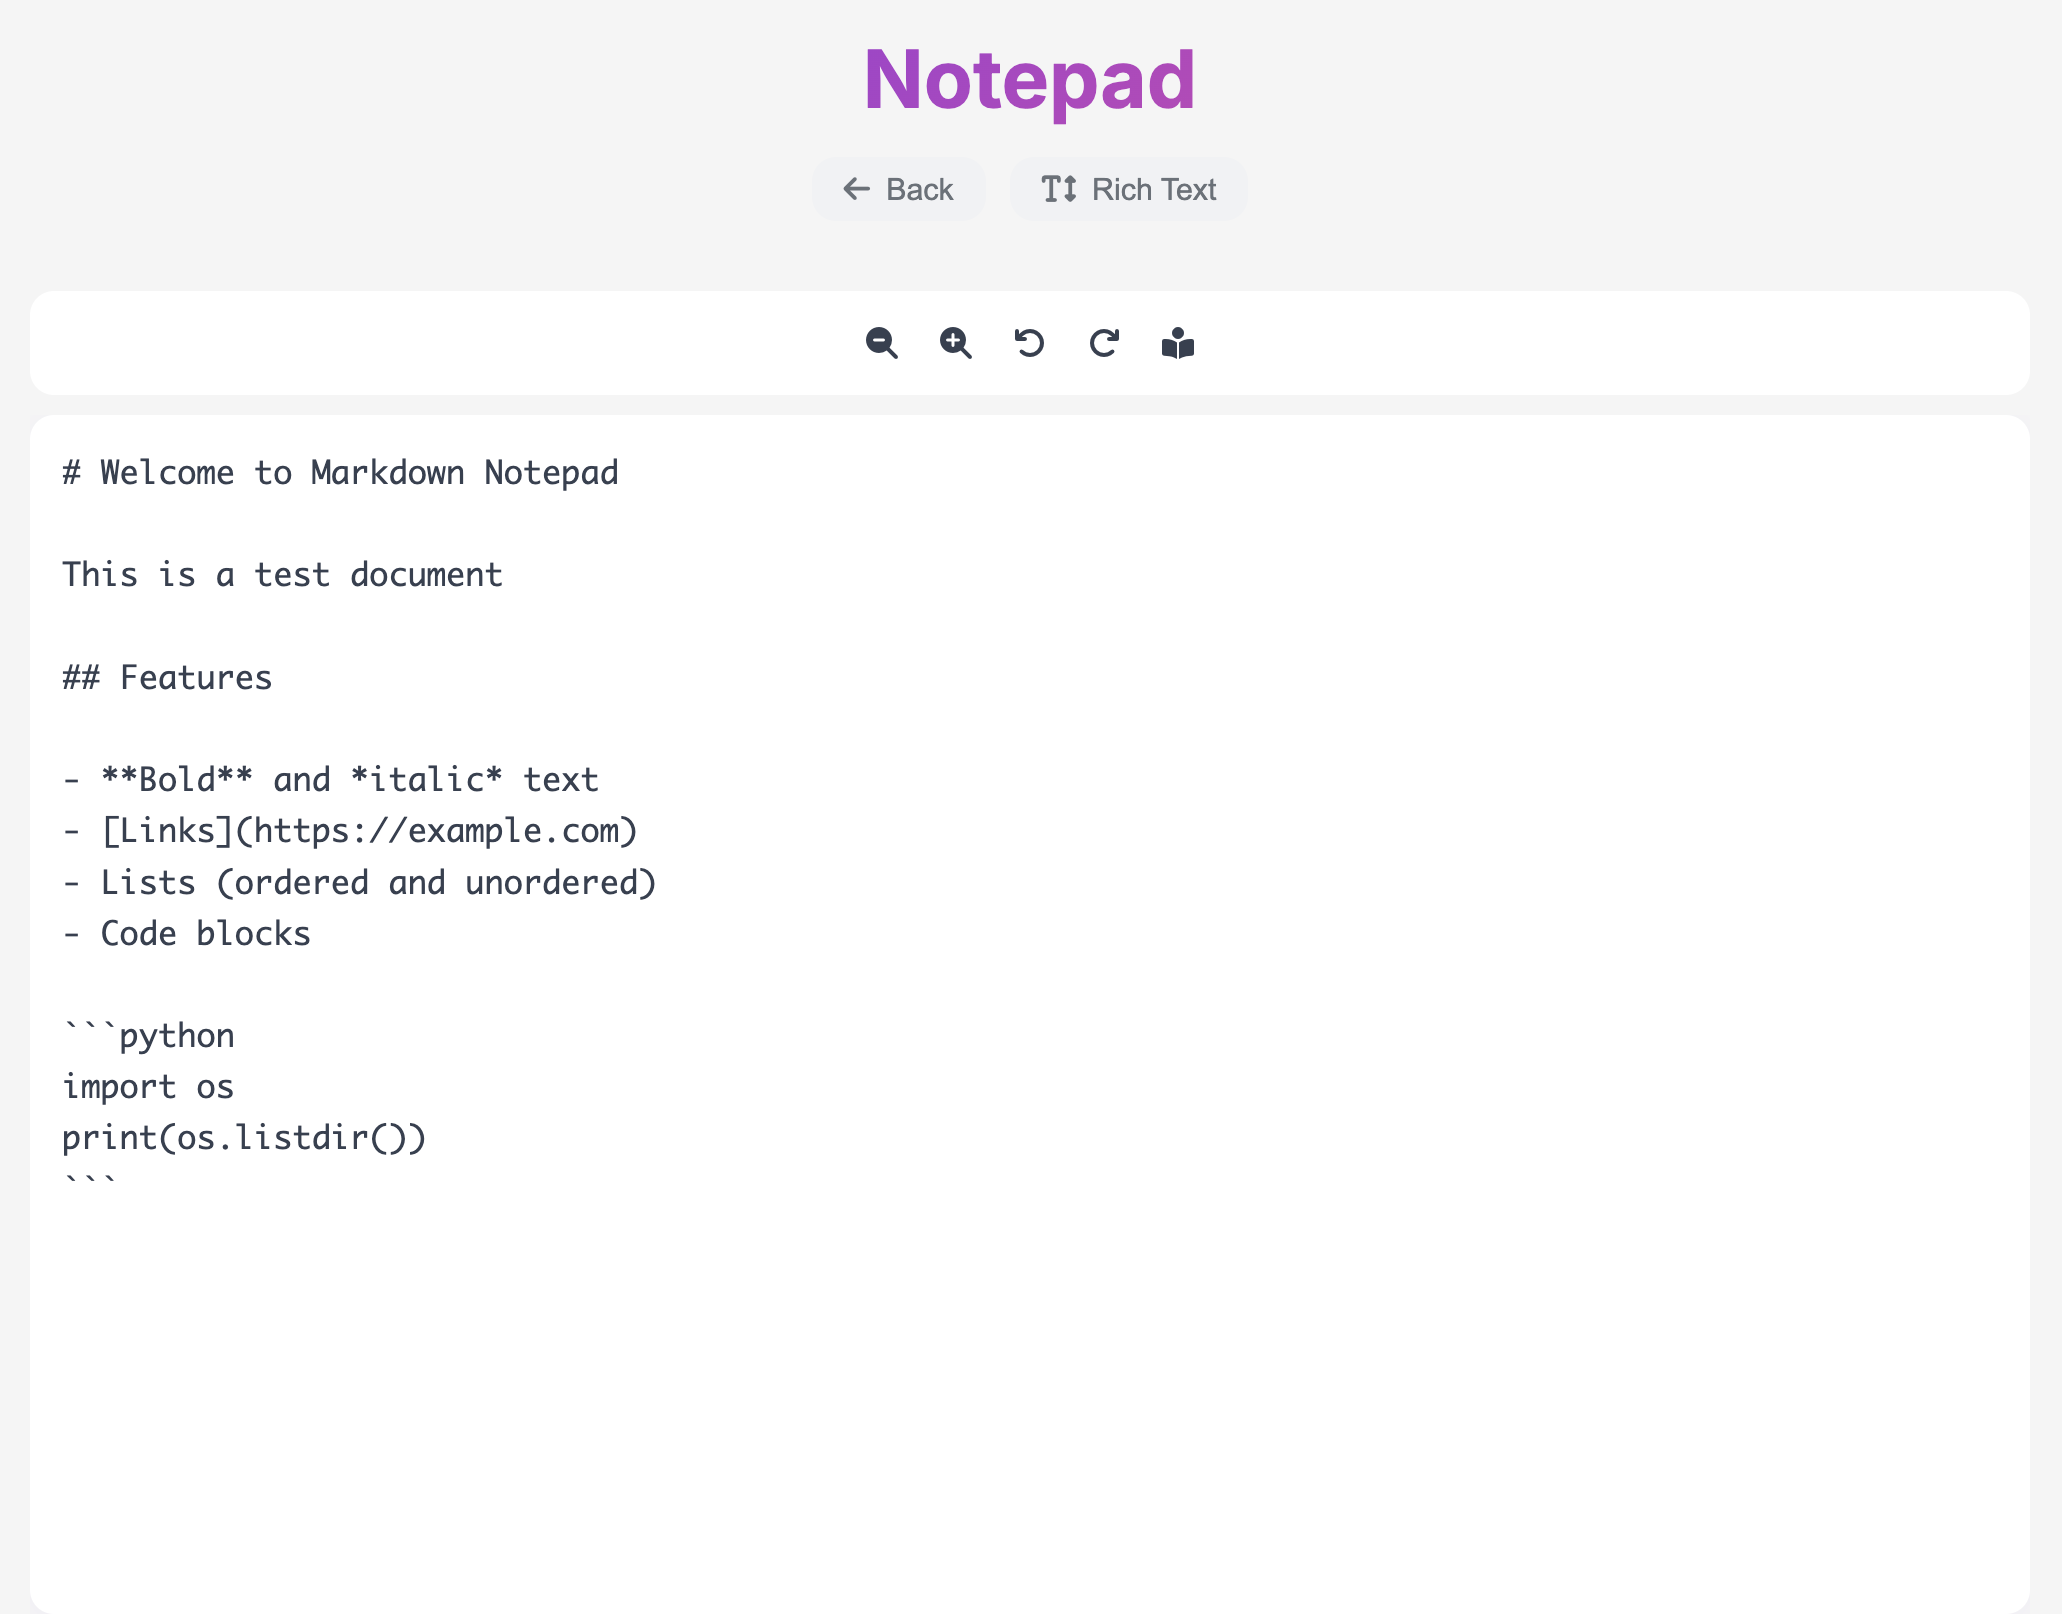 Notepad
Back
Rich Text
# Welcome to Markdown Notepad
This is a test document
## Features
- **Bold** and *italic* text
- [Links](https://example.com)
- Lists (ordered and unordered)
- Code blocks
```python
import os
print(os.listdir())
```